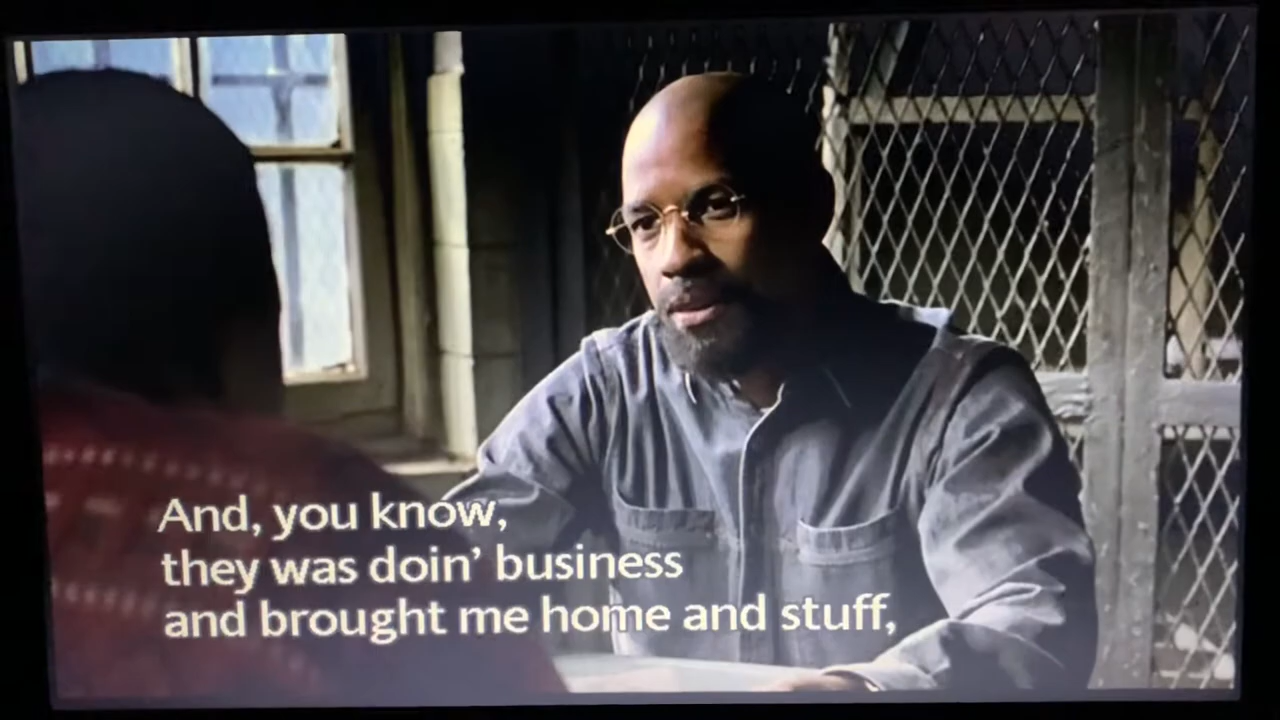 And, you know,
they was doin’ business
and brought me home and stuff,